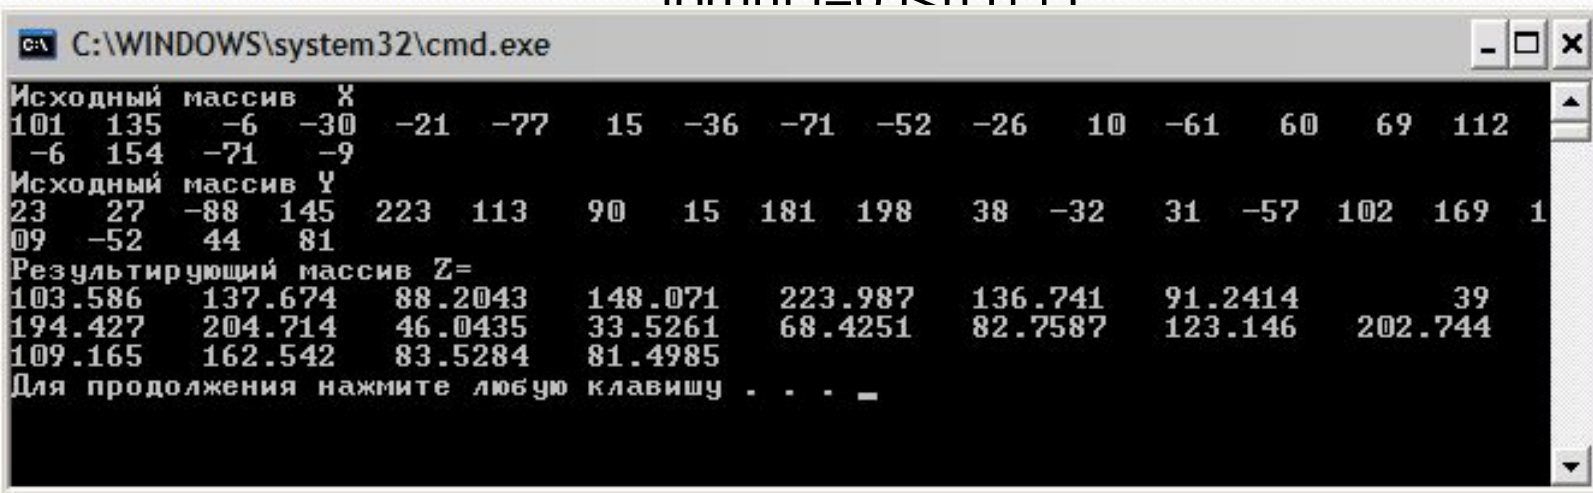 C:\WINDOWS\system32\cmd.exe
Исходный массив X
101 135 -6 -30 -21 -77 15 -36 -71 -52 -26 10 -61 60 69 112
-6 154 -71 -9
Исходный массив Y
23 27 -88 145 223 113 90 15 181 198 38 -32 31 -57 102 169 1
09 -52 44 81
Результирующий массив Z=
103.586 137.674 88.2043 148.071 223.987 136.741 91.2414 39
194.427 204.714 46.0435 33.5261 68.4251 82.7587 123.146 202.744
109.165 162.542 83.5284 81.4985
Для продолжения нажмите любую клавишу . . . _